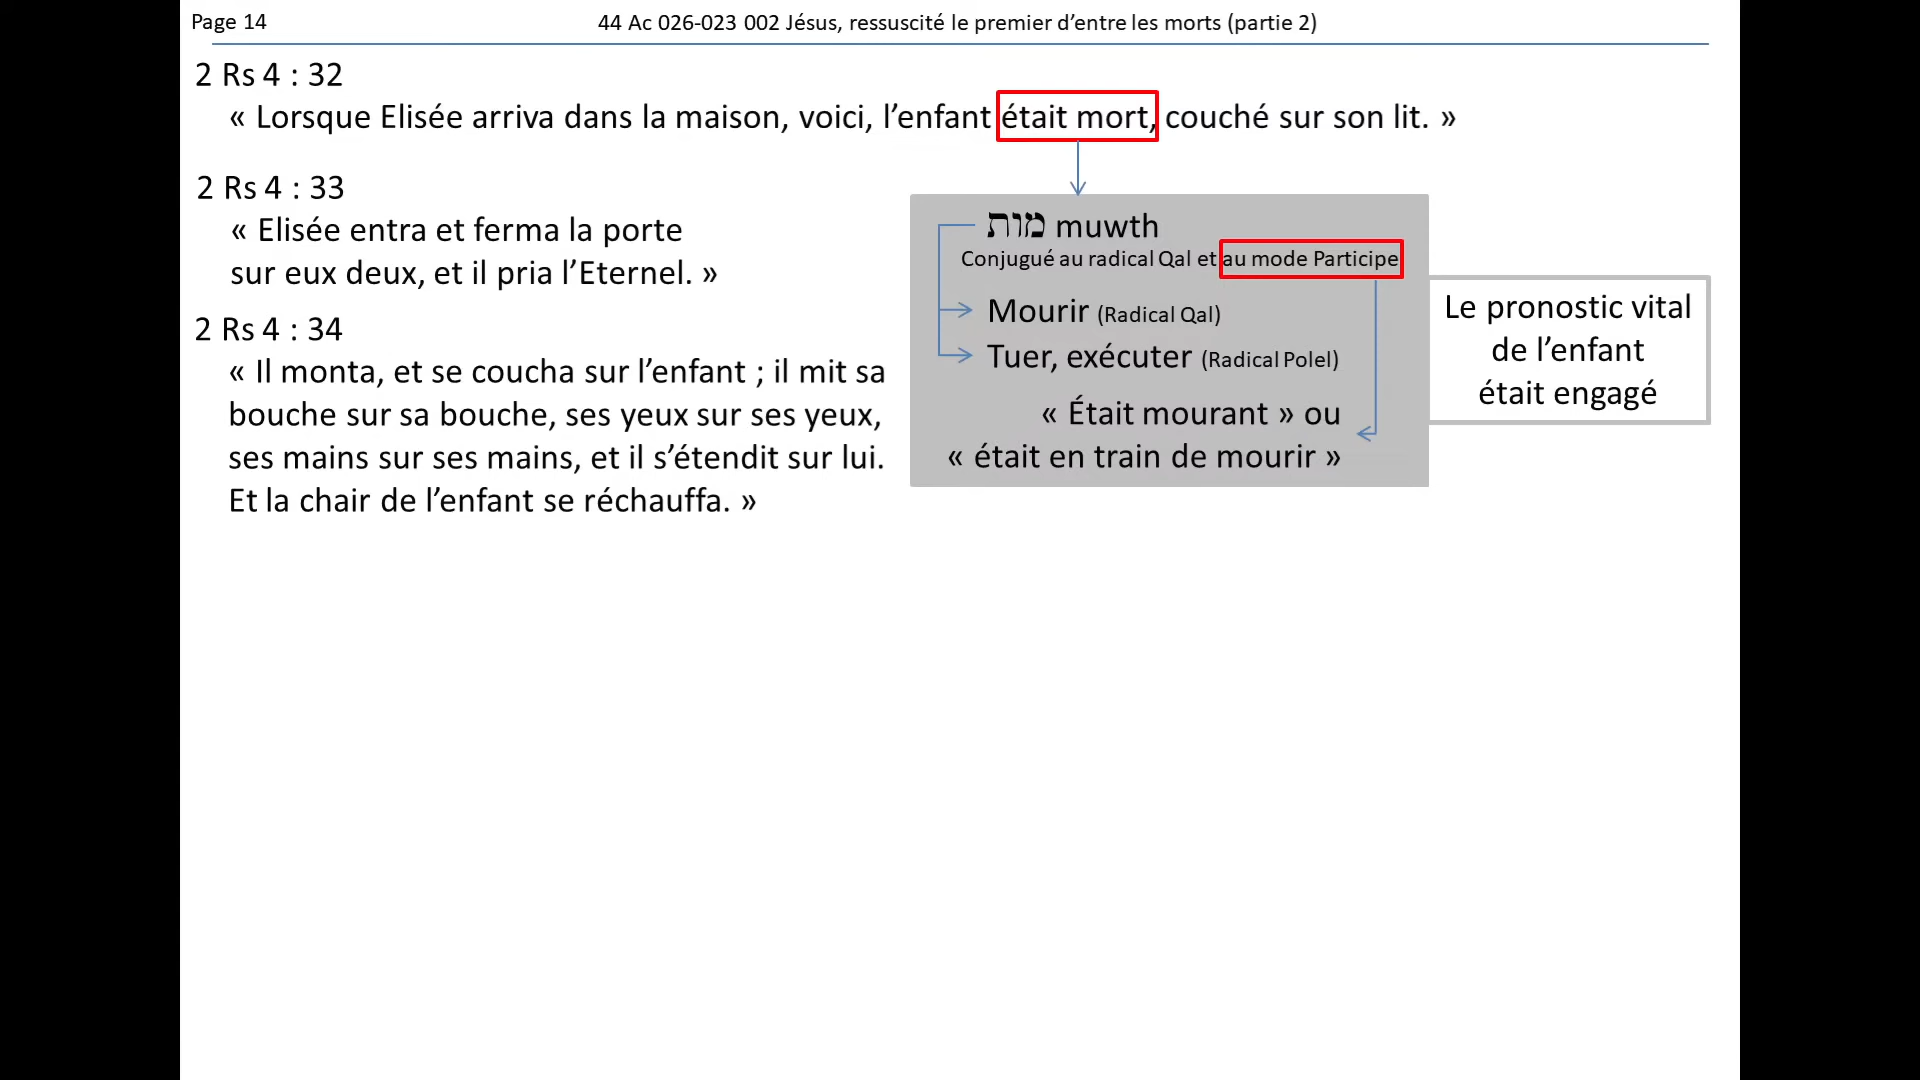 Page 14
44 Ac 026-023 002 Jésus, ressuscité le premier d’entre les morts (partie 2)
2 Rs 4 : 32
« Lorsque Elisée arriva dans la maison, voici, l’enfant était mort, couché sur son lit. »
2 Rs 4 : 33
« Elisée entra et ferma la porte
sur eux deux, et il pria l’Eternel. »
2 Rs 4 : 34
« Il monta, et se coucha sur l’enfant ; il mit sa
bouche sur sa bouche, ses yeux sur ses yeux,
ses mains sur ses mains, et il s’étendit sur lui.
Et la chair de l’enfant se réchauffa. »
מות muwth
Conjugué au radical Qal et au mode Participe
Mourir (Radical Qal)
Tuer, exécuter (Radical Polel)
« Était mourant » ou
« était en train de mourir »
Le pronostic vital
de l’enfant
était engagé